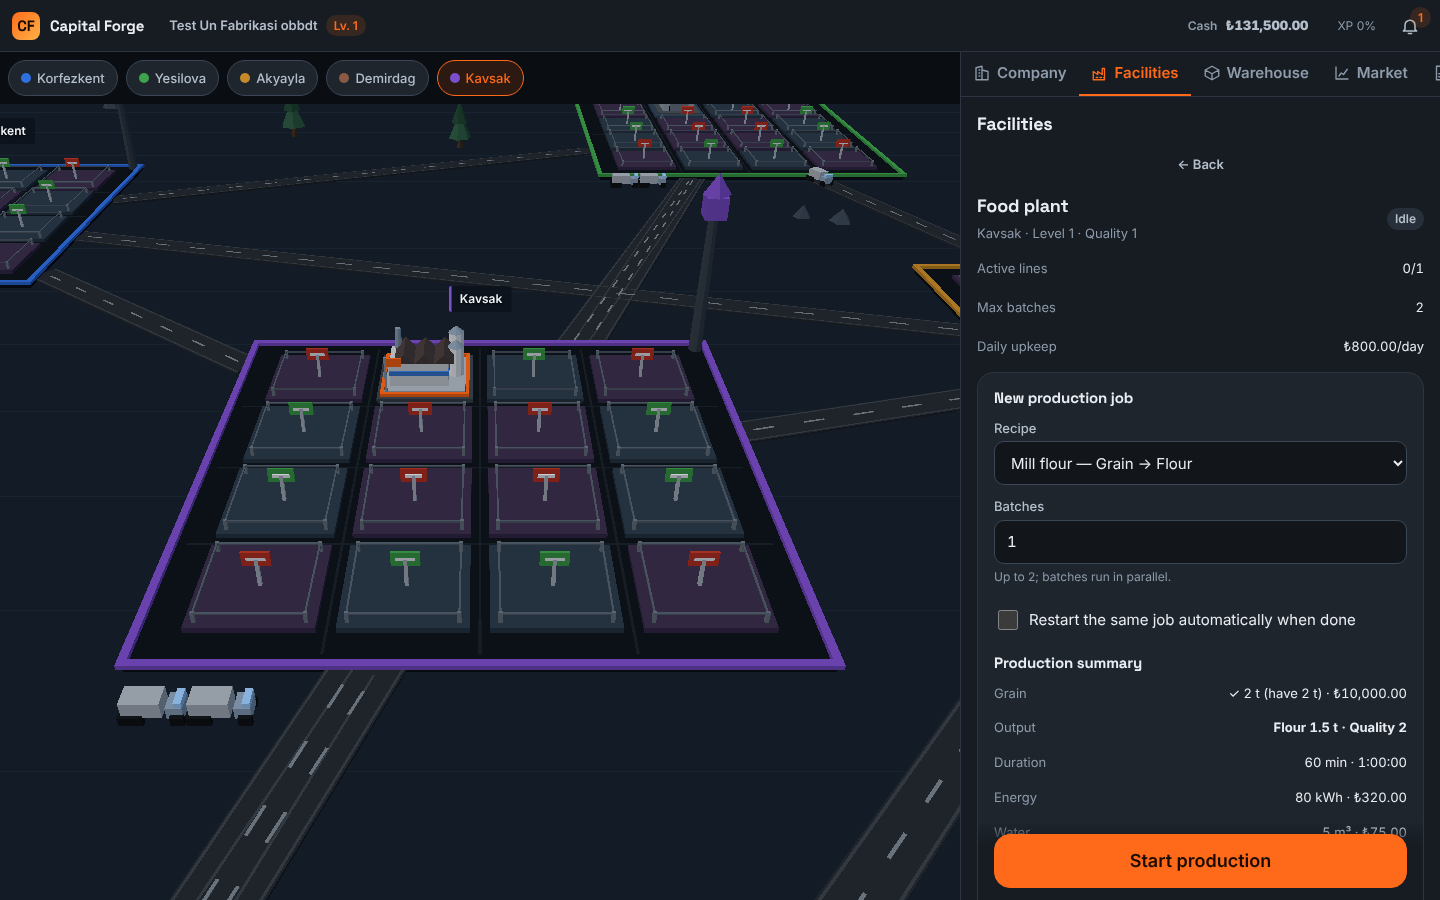 CF Capital Forge Test Un Fabrikasi obbdt Lv. 1 Cash ₺131,500.00 XP 0% 1
Korfezkent Yesilova Akyayla Demirdag Kavsak
Company Facilities Warehouse Market
kent
Kavsak
Facilities
← Back
Food plant
Idle
Kavsak · Level 1 · Quality 1
Active lines 0/1
Max batches 2
Daily upkeep ₺800.00/day
New production job
Recipe
Mill flour — Grain → Flour
Batches
1
Up to 2; batches run in parallel.
Restart the same job automatically when done
Production summary
Grain ✓ 2 t (have 2 t) · ₺10,000.00
Output Flour 1.5 t · Quality 2
Duration 60 min · 1:00:00
Energy 80 kWh · ₺320.00
Water 5 m³ · ₺75.00
Start production